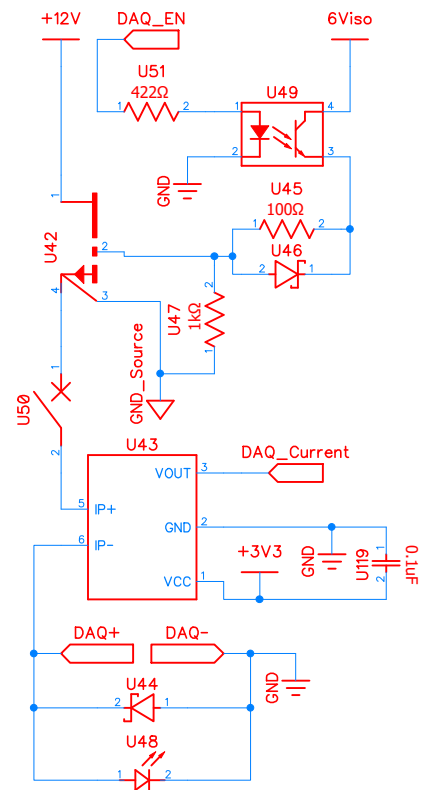 +12V
DAQ_EN
6Viso
U51
422Ω
1
2
U49
1
4
2
3
GND
1
U42
2
4
3
U45
100Ω
1
2
U46
2
1
2
U47
1kΩ
1
GND_Source
1
U50
2
U43
VOUT
3
DAQ_Current
5
IP+
GND
2
6
IP-
+3V3
GND
1
U119
0.1uF
2
VCC
1
DAQ+
DAQ-
GND
U44
2
1
U48
1
2